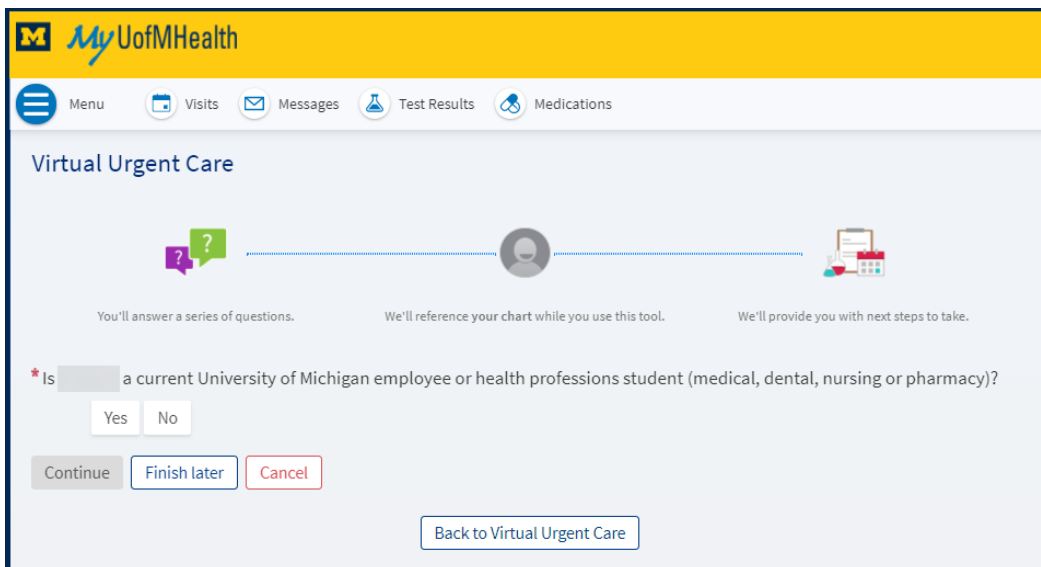 M My UofMHealth
Menu Visits Messages Test Results Medications
Virtual Urgent Care
? ?
You'll answer a series of questions. We'll reference your chart while you use this tool. We'll provide you with next steps to take.
* Is a current University of Michigan employee or health professions student (medical, dental, nursing or pharmacy)?
Yes No
Continue Finish later Cancel
Back to Virtual Urgent Care